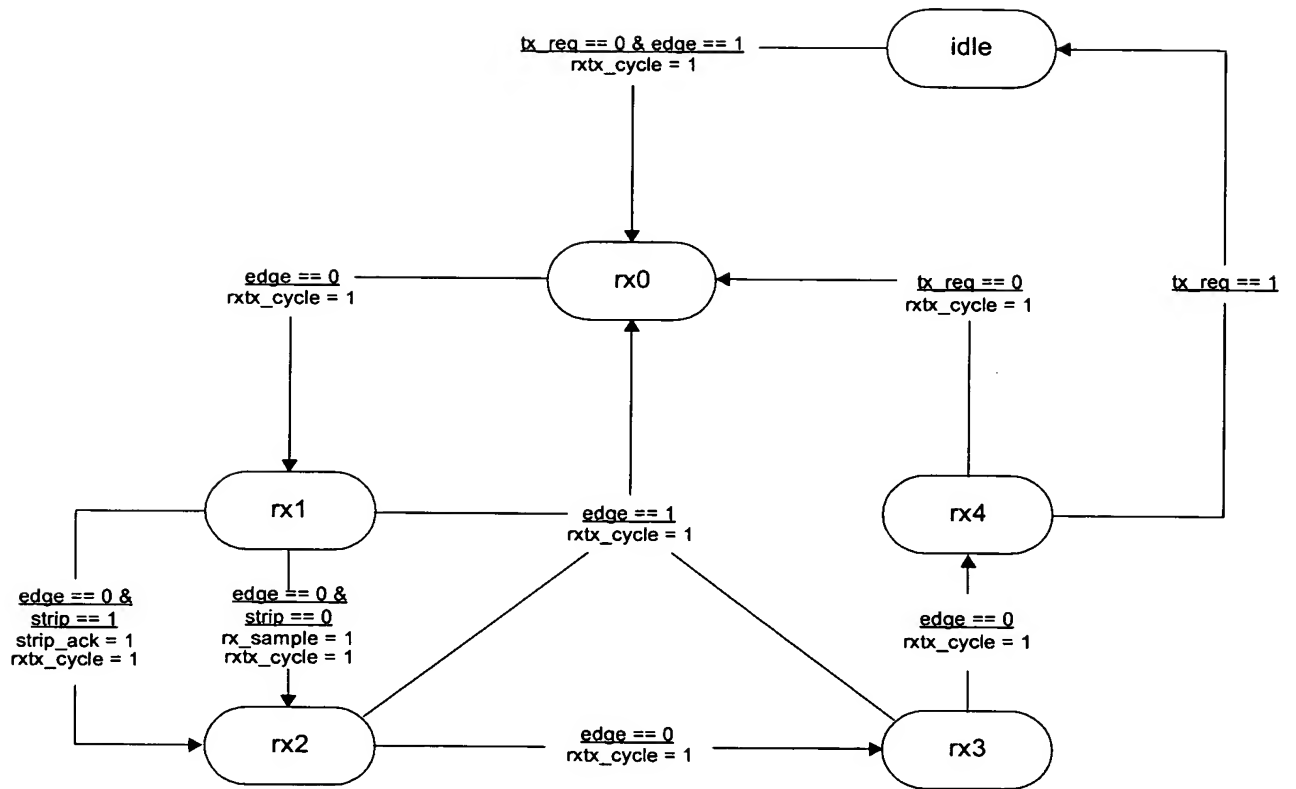 tx_req == 0 & edge == 1
rxtx_cycle = 1
idle
edge == 0
rxtx_cycle = 1
rx0
tx_req == 0
rxtx_cycle = 1
tx_req == 1
rx1
edge == 1
rxtx_cycle = 1
rx4
edge == 0 &
strip == 1
strip_ack = 1
rxtx_cycle = 1
edge == 0 &
strip == 0
rx_sample = 1
rxtx_cycle = 1
edge == 0
rxtx_cycle = 1
rx2
edge == 0
rxtx_cycle = 1
rx3